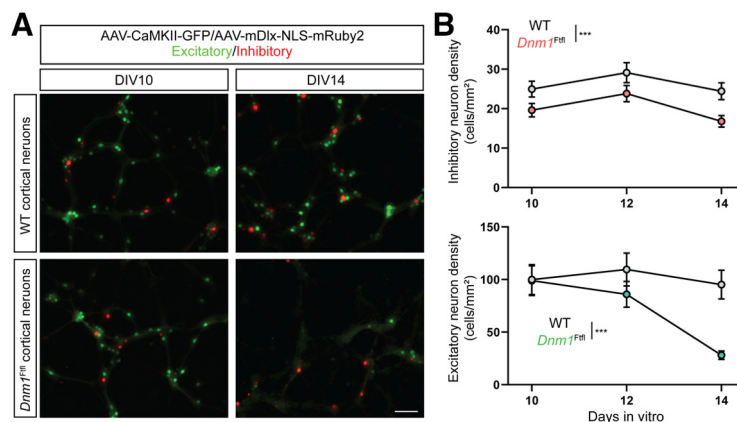 A
AAV-CaMKII-GFP/AAV-mDlx-NLS-mRuby2
Excitatory/Inhibitory
DIV10
DIV14
WT cortical neruons
Dnm1Ftfl cortical neruons
B
WT
Dnm1Ftfl
***
Inhibitory neuron density
(cells/mm²)
40
30
20
10
0
10
12
14
Excitatory neuron density
(cells/mm²)
150
100
50
0
WT
Dnm1Ftfl
***
10
12
14
Days in vitro